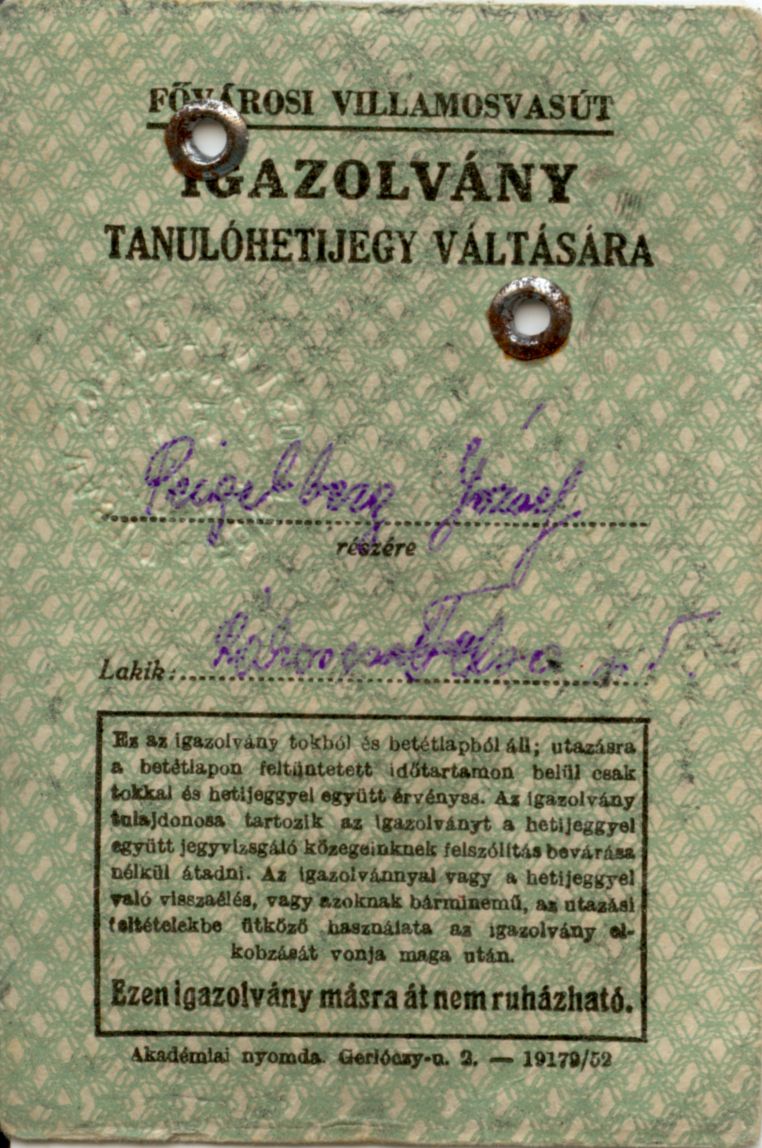 FŐVÁROSI VILLAMOSVASÚT
IGAZOLVÁNY
TANULÓHETIJEGY VÁLTÁSÁRA
József
részére
Lakik:
Ez az igazolvány tokból és betétlapból áll; utazásra
a betétlapon feltüntetett időtartamon belül csak
tokkal és hetijeggyel együtt érvényes. Az igazolvány
tulajdonosa tartozik az igazolványt a hetijeggyel
együtt jegyvizsgáló közegeinknek felszólítás bevárása
nélkül átadni. Az igazolvánnyal vagy a hetijeggyel
való visszaélés, vagy azoknak bárminemű, az utazási
feltételekbe ütköző használata az igazolvány el-
kobzását vonja maga után.
Ezen igazolvány másra át nem ruházható.
Akadémiai nyomda. Gerlóczy-u. 2. — 19179/52